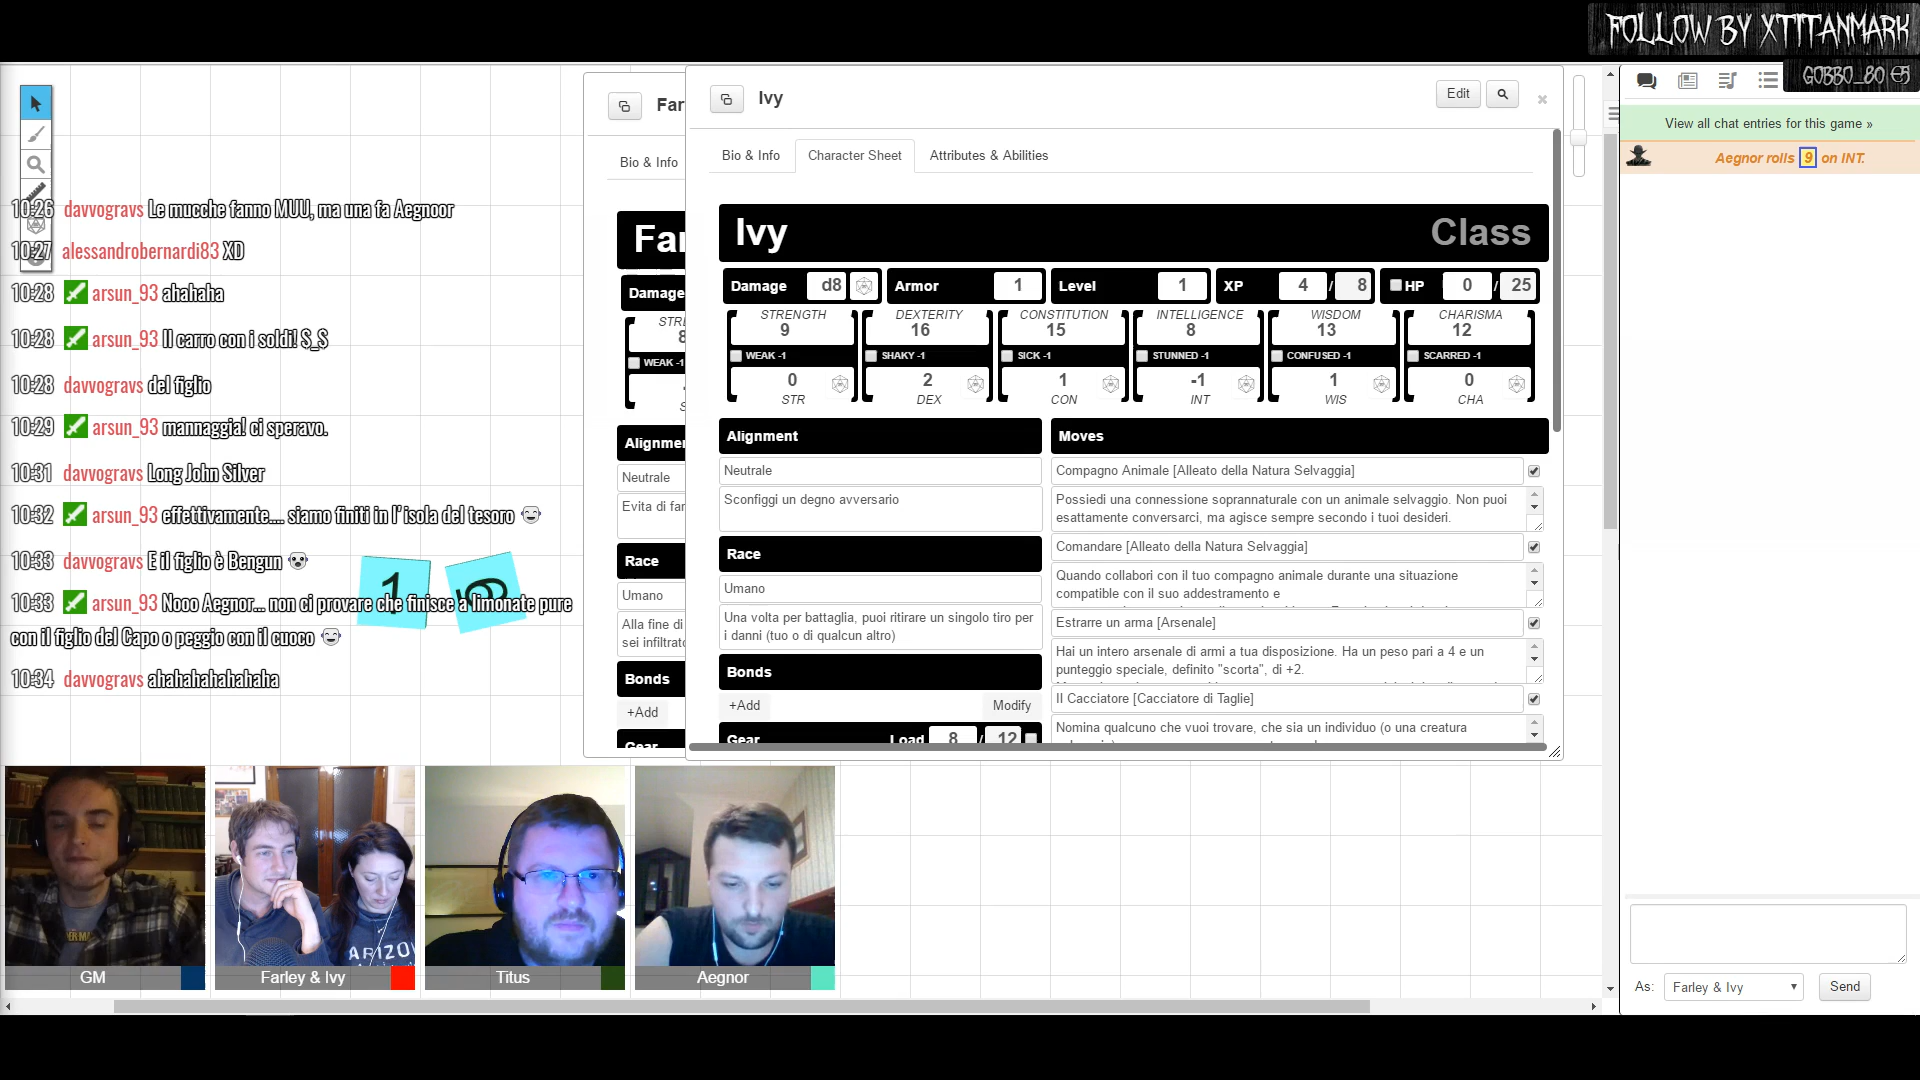 FOLLOW BY XTITANMARK
GOBBO_80
View all chat entries for this game »
Aegnor rolls 9 on INT.
10:26 davvogravs Le mucche fanno MUU, ma una fa Aegnoor
10:27 alessandrobernardi83 XD
10:28 arsun_93 ahahaha
10:28 arsun_93 Il carro con i soldi! S_S
10:28 davvogravs del figlio
10:29 arsun_93 mannaggia! ci speravo.
10:31 davvogravs Long John Silver
10:32 arsun_93 effettivamente.... siamo finiti in l'isola del tesoro
10:33 davvogravs E il figlio è Bengun
10:33 arsun_93 Nooo Aegnor... non ci provare che finisce a limonate pure
con il figlio del Capo o peggio con il cuoco
10:34 davvogravs ahahahahahahaha
1
Far
Bio & Info
Far
Damage
STRE
8
WEAK -1
Alignmen
Neutrale
Evita di far
Race
Umano
Alla fine di
sei infiltrato
Bonds
+Add
Gear
Ivy
Edit
Bio & Info
Character Sheet
Attributes & Abilities
Ivy
Class
Damage d8
Armor 1
Level 1
XP 4 / 8
HP 0 / 25
STRENGTH 9 WEAK -1 0 STR
DEXTERITY 16 SHAKY -1 2 DEX
CONSTITUTION 15 SICK -1 1 CON
INTELLIGENCE 8 STUNNED -1 -1 INT
WISDOM 13 CONFUSED -1 1 WIS
CHARISMA 12 SCARRED -1 0 CHA
Alignment
Neutrale
Sconfiggi un degno avversario
Race
Umano
Una volta per battaglia, puoi ritirare un singolo tiro per
i danni (tuo o di qualcun altro)
Bonds
+Add
Modify
Gear Load 8 / 12
Moves
Compagno Animale [Alleato della Natura Selvaggia]
Possiedi una connessione soprannaturale con un animale selvaggio. Non puoi
esattamente conversarci, ma agisce sempre secondo i tuoi desideri.
Comandare [Alleato della Natura Selvaggia]
Quando collabori con il tuo compagno animale durante una situazione
compatibile con il suo addestramento e
Estrarre un arma [Arsenale]
Hai un intero arsenale di armi a tua disposizione. Ha un peso pari a 4 e un
punteggio speciale, definito "scorta", di +2.
Il Cacciatore [Cacciatore di Taglie]
Nomina qualcuno che vuoi trovare, che sia un individuo (o una creatura
GM
Farley & Ivy
ARIZO
Titus
Aegnor
As: Farley & Ivy
Send